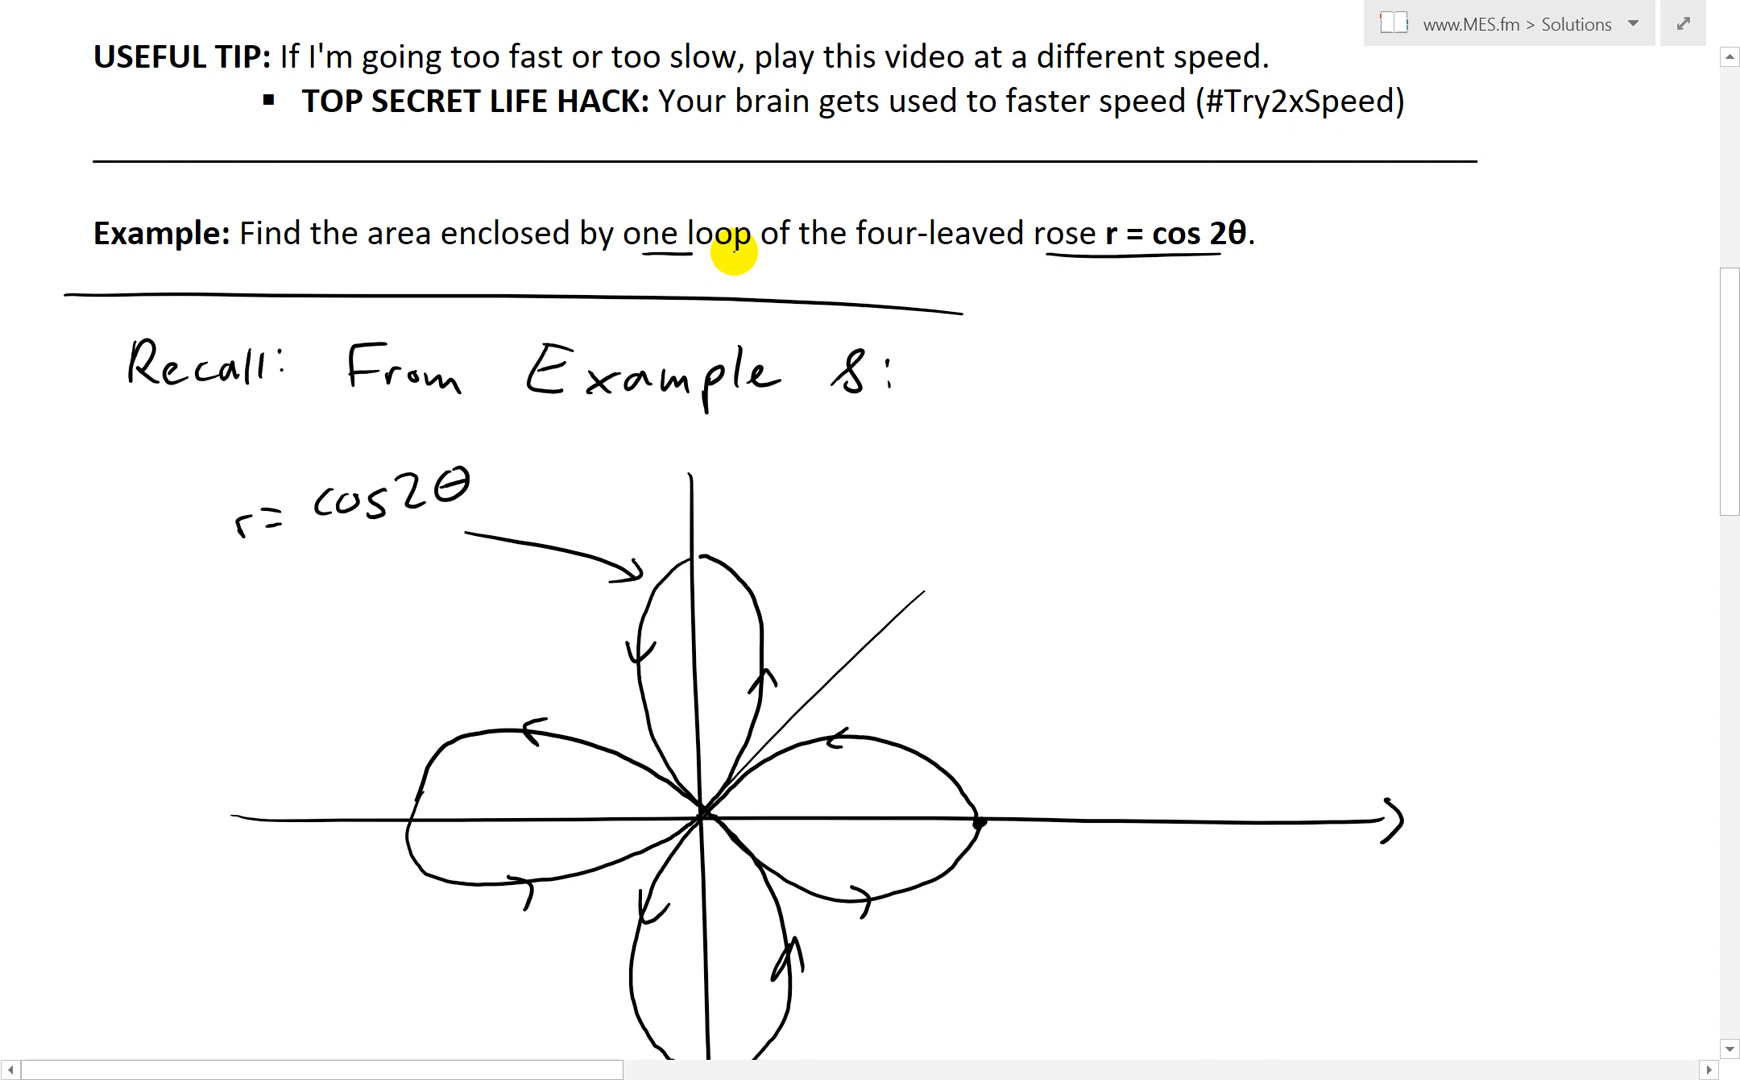 www.MES.fm > Solutions
USEFUL TIP: If I'm going too fast or too slow, play this video at a different speed.
▪ TOP SECRET LIFE HACK: Your brain gets used to faster speed (#Try2xSpeed)
Example: Find the area enclosed by one loop of the four-leaved rose r = cos 2θ.
Recall: From Example 8:
r = cos2θ